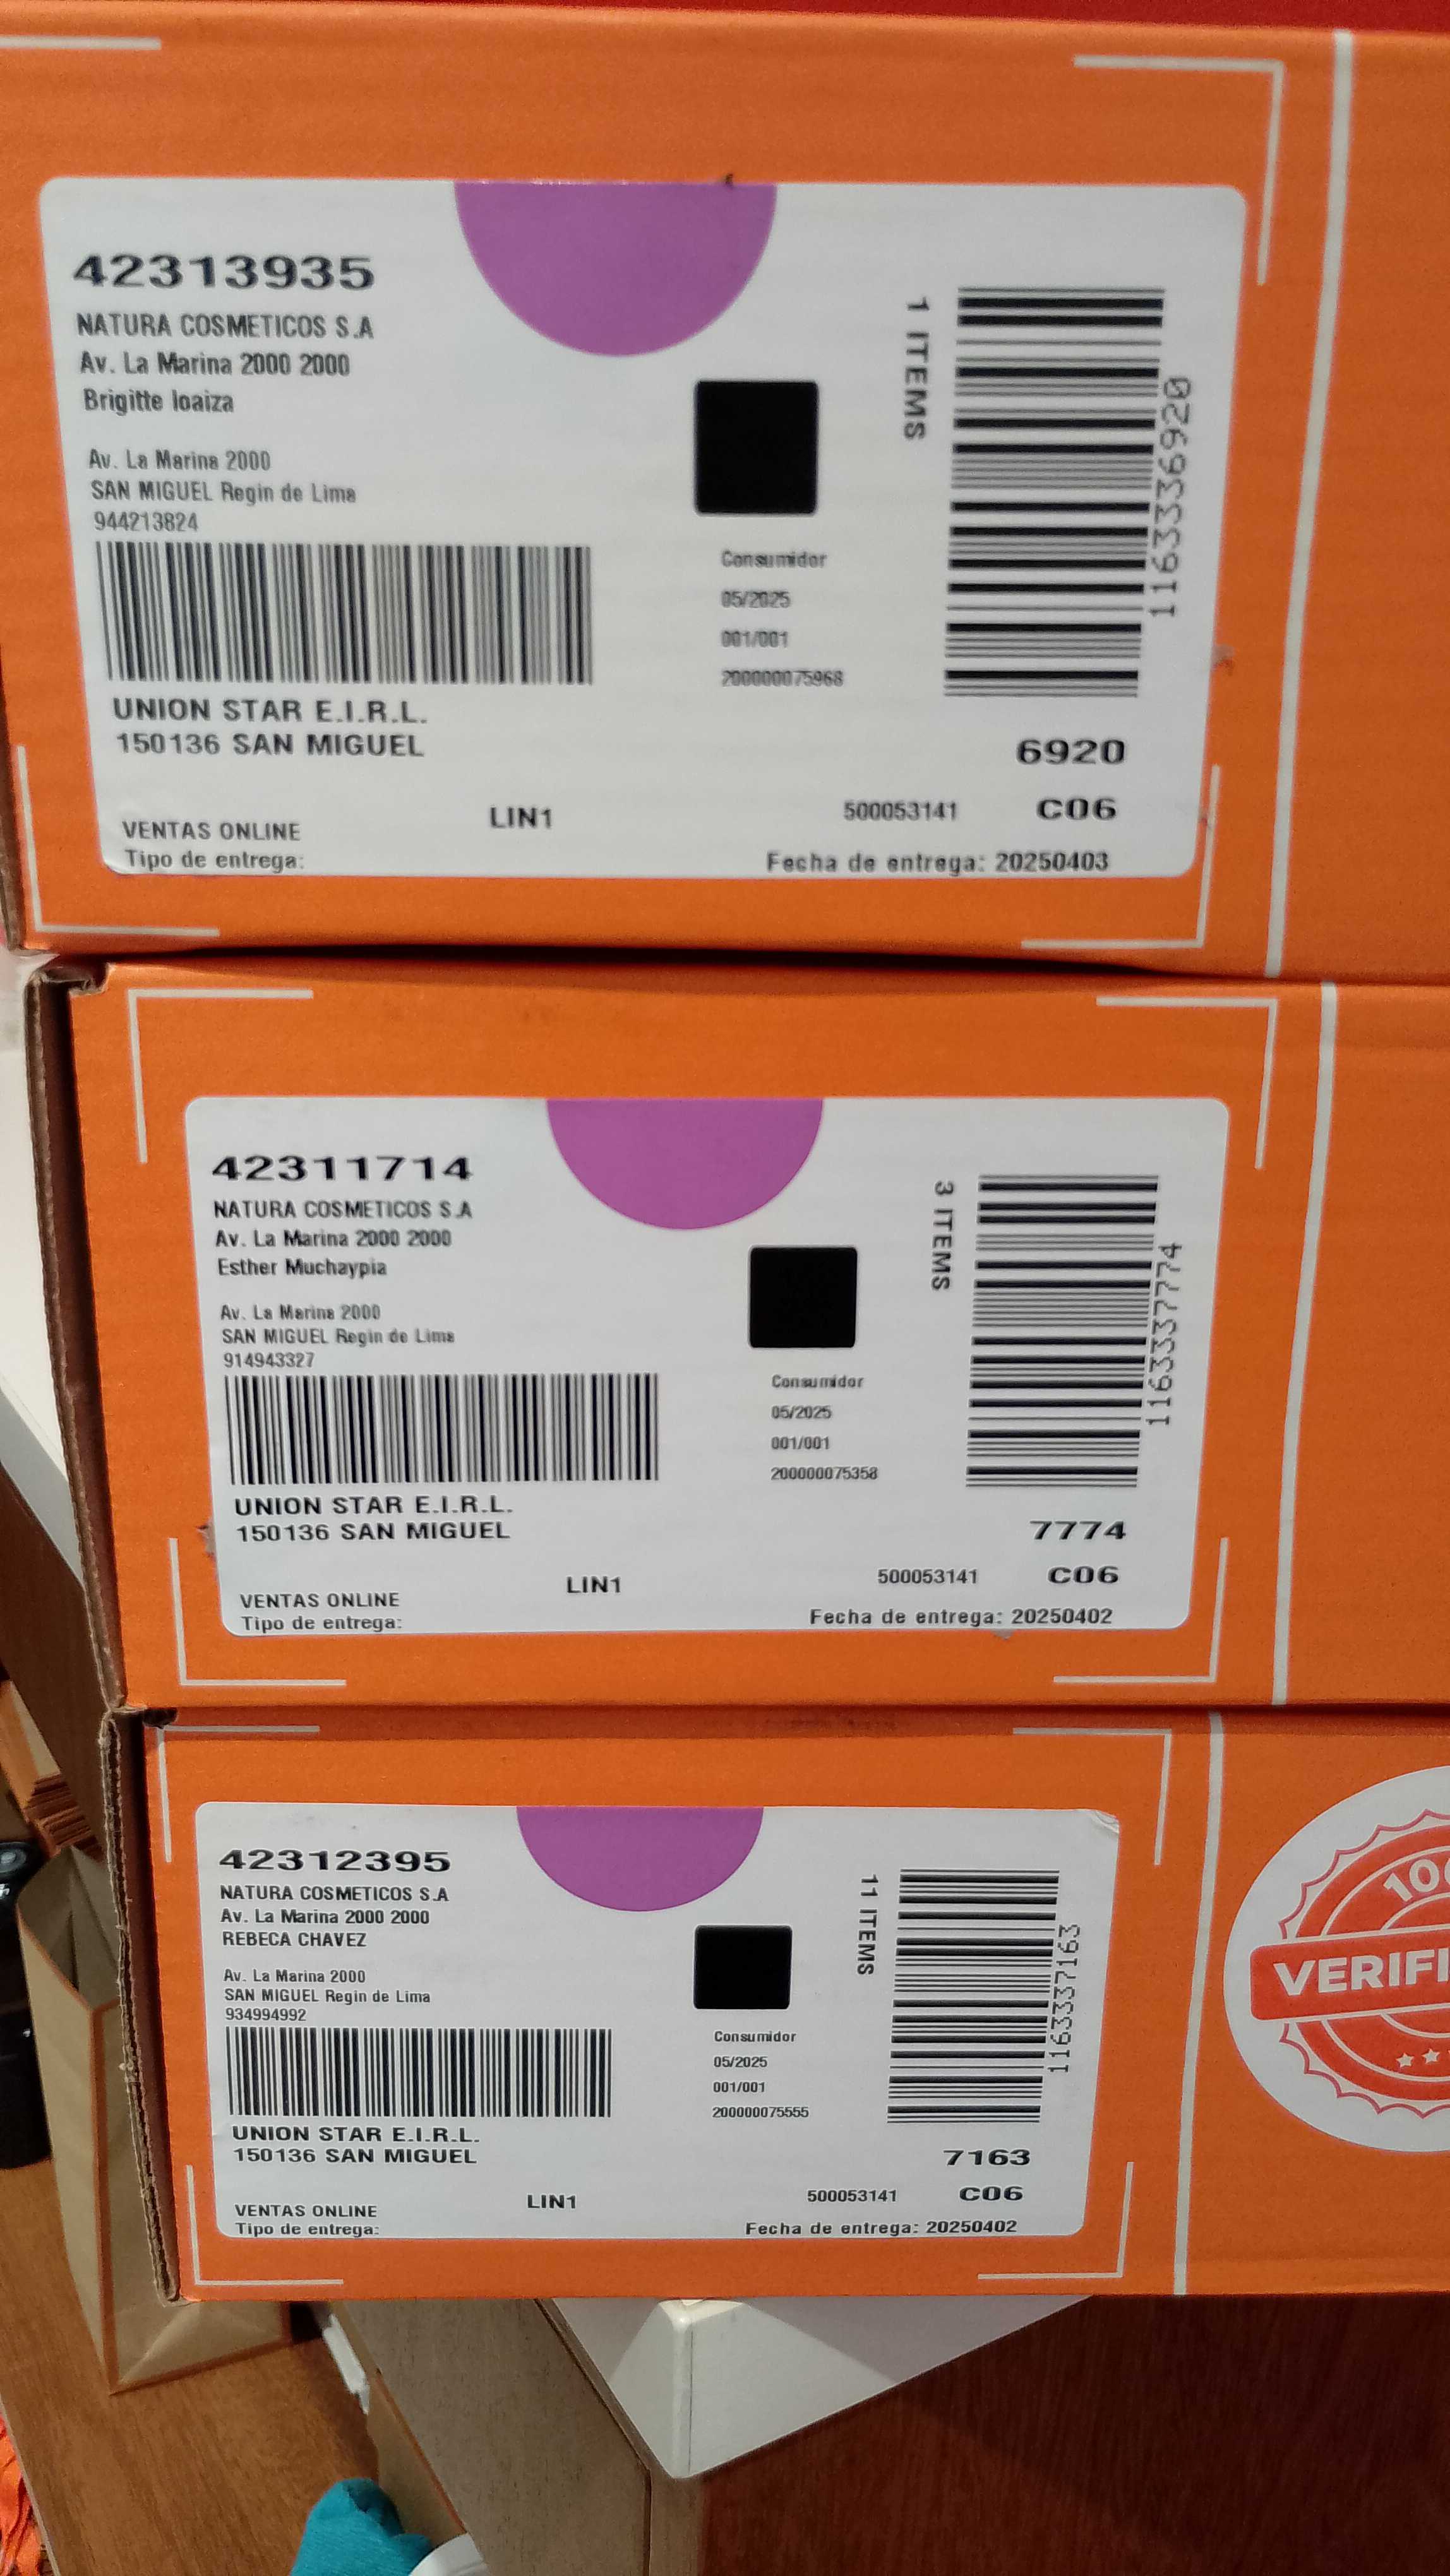 42313935
NATURA COSMETICOS S.A
Av. La Marina 2000 2000
Brigitte loaiza
Av. La Marina 2000
SAN MIGUEL Regin de Lima
944213824
UNION STAR E.I.R.L.
150136 SAN MIGUEL
VENTAS ONLINE
Tipo de entrega:
LIN1
Consumidor
05/2025
001/001
200000075968
1 ITEMS
1163336920
6920
500053141 C06
Fecha de entrega: 20250403
42311714
NATURA COSMETICOS S.A
Av. La Marina 2000 2000
Esther Muchaypia
Av. La Marina 2000
SAN MIGUEL Regin de Lima
914943327
UNION STAR E.I.R.L.
150136 SAN MIGUEL
VENTAS ONLINE
Tipo de entrega:
LIN1
Consumidor
05/2025
001/001
200000075358
3 ITEMS
1163337774
7774
500053141 C06
Fecha de entrega: 20250402
42312395
NATURA COSMETICOS S.A
Av. La Marina 2000 2000
REBECA CHAVEZ
Av. La Marina 2000
SAN MIGUEL Regin de Lima
934994992
UNION STAR E.I.R.L.
150136 SAN MIGUEL
VENTAS ONLINE
Tipo de entrega:
LIN1
Consumidor
05/2025
001/001
200000075555
11 ITEMS
1163337163
7163
500053141 C06
Fecha de entrega: 20250402
100
VERIFI